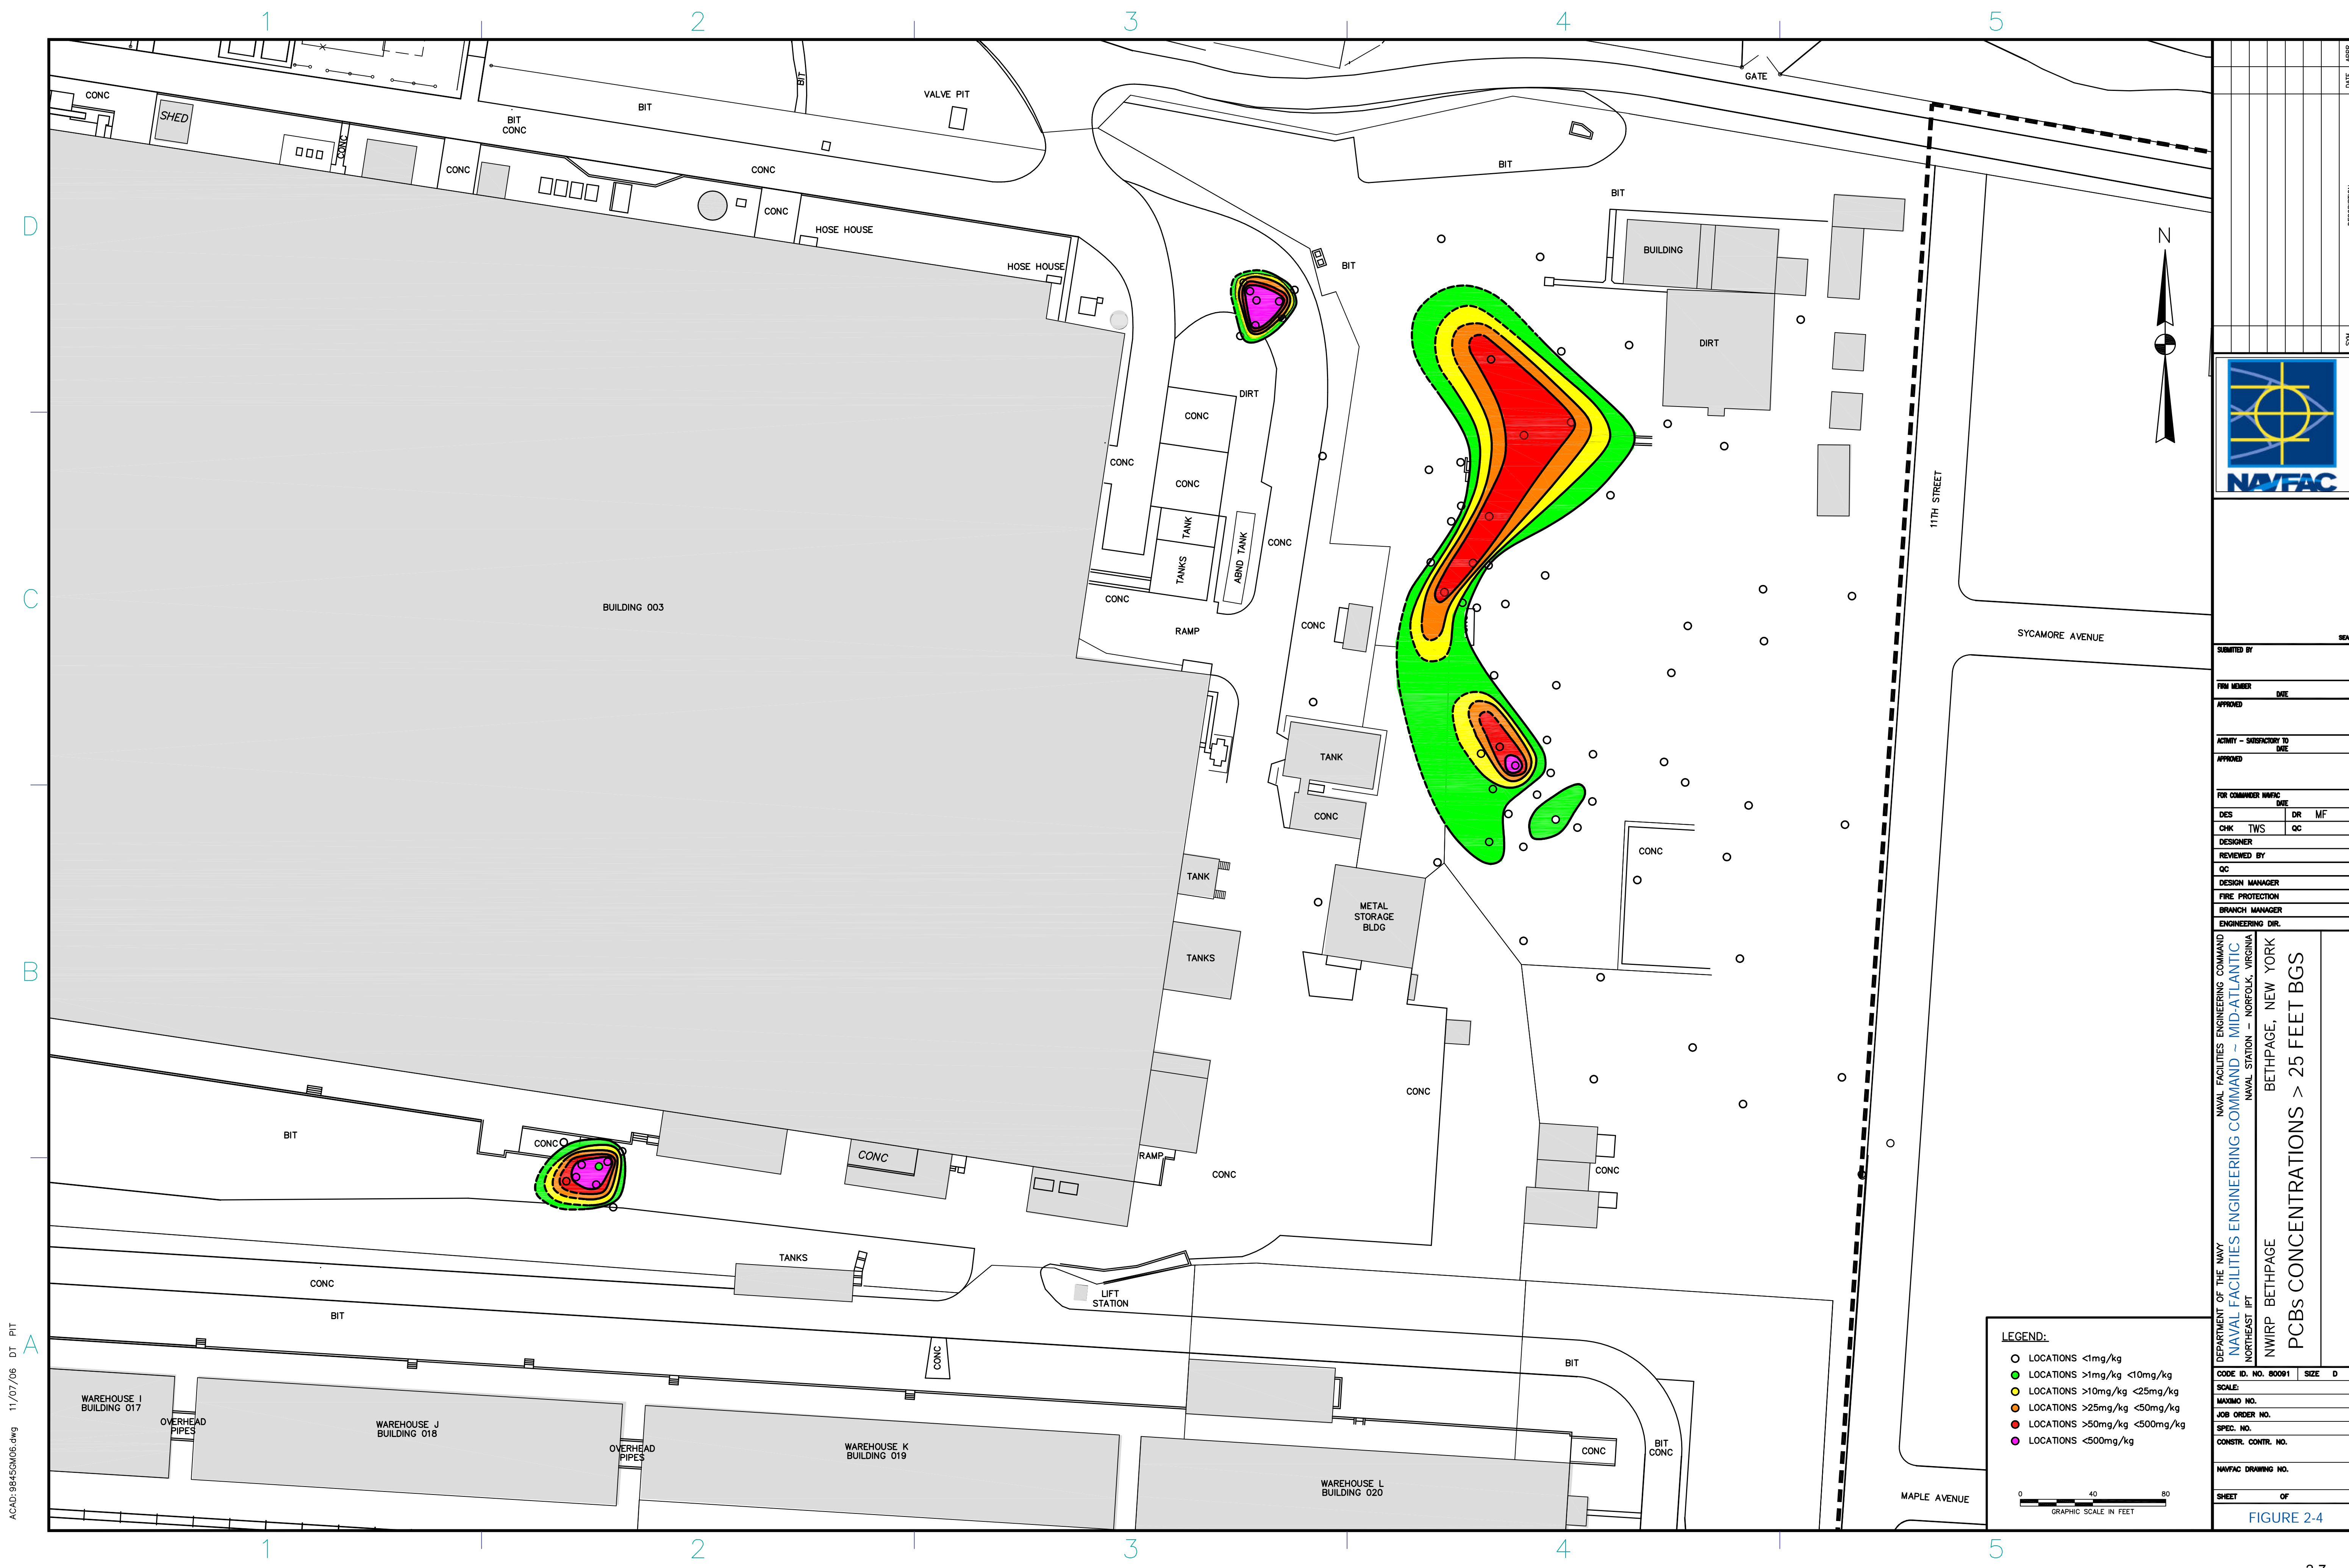 1 2 3 4 5
D
C
B
A
GATE
CONC
SHED
CONC
BIT
BIT
CONC
BIT
VALVE PIT
CONC
CONC
CONC
HOSE HOUSE
HOSE HOUSE
BIT
BIT
BIT
BUILDING
DIRT
N
DIRT
CONC
CONC
CONC
TANK
TANKS
ABND TANK
CONC
CONC
RAMP
CONC
BUILDING 003
11TH STREET
SYCAMORE AVENUE
TANK
CONC
CONC
TANK
METAL
STORAGE
BLDG
TANKS
CONC
BIT
CONC
CONC
RAMP
CONC
CONC
TANKS
CONC
BIT
LIFT
STATION
CONC
BIT
WAREHOUSE I
BUILDING 017
OVERHEAD
PIPES
WAREHOUSE J
BUILDING 018
OVERHEAD
PIPES
WAREHOUSE K
BUILDING 019
WAREHOUSE L
BUILDING 020
CONC
BIT
CONC
MAPLE AVENUE
LEGEND:
LOCATIONS <1mg/kg
LOCATIONS >1mg/kg <10mg/kg
LOCATIONS >10mg/kg <25mg/kg
LOCATIONS >25mg/kg <50mg/kg
LOCATIONS >50mg/kg <500mg/kg
LOCATIONS <500mg/kg
0 40 80
GRAPHIC SCALE IN FEET
1 2 3 4 5
ACAD:9845GM06.dwg 11/07/06 DT PIT
DATE APPR
NAVFAC
SUBMITTED BY
FIRM MEMBER
DATE
APPROVED
ACTIVITY - SATISFACTORY TO
DATE
APPROVED
FOR COMMANDER NAVFAC
DATE
DES DR MF
CHK TWS QC
DESIGNER
REVIEWED BY
QC
DESIGN MANAGER
FIRE PROTECTION
BRANCH MANAGER
ENGINEERING DIR.
DEPARTMENT OF THE NAVY NAVAL FACILITIES ENGINEERING COMMAND
NAVAL FACILITIES ENGINEERING COMMAND ~ MID-ATLANTIC
NORTHEAST IPT NAVAL STATION - NORFOLK, VIRGINIA
NWIRP BETHPAGE BETHPAGE, NEW YORK
PCBs CONCENTRATIONS > 25 FEET BGS
CODE ID. NO. 80091 SIZE D
SCALE:
MAXIMO NO.
JOB ORDER NO.
SPEC. NO.
CONSTR. CONTR. NO.
NAVFAC DRAWING NO.
SHEET OF
FIGURE 2-4